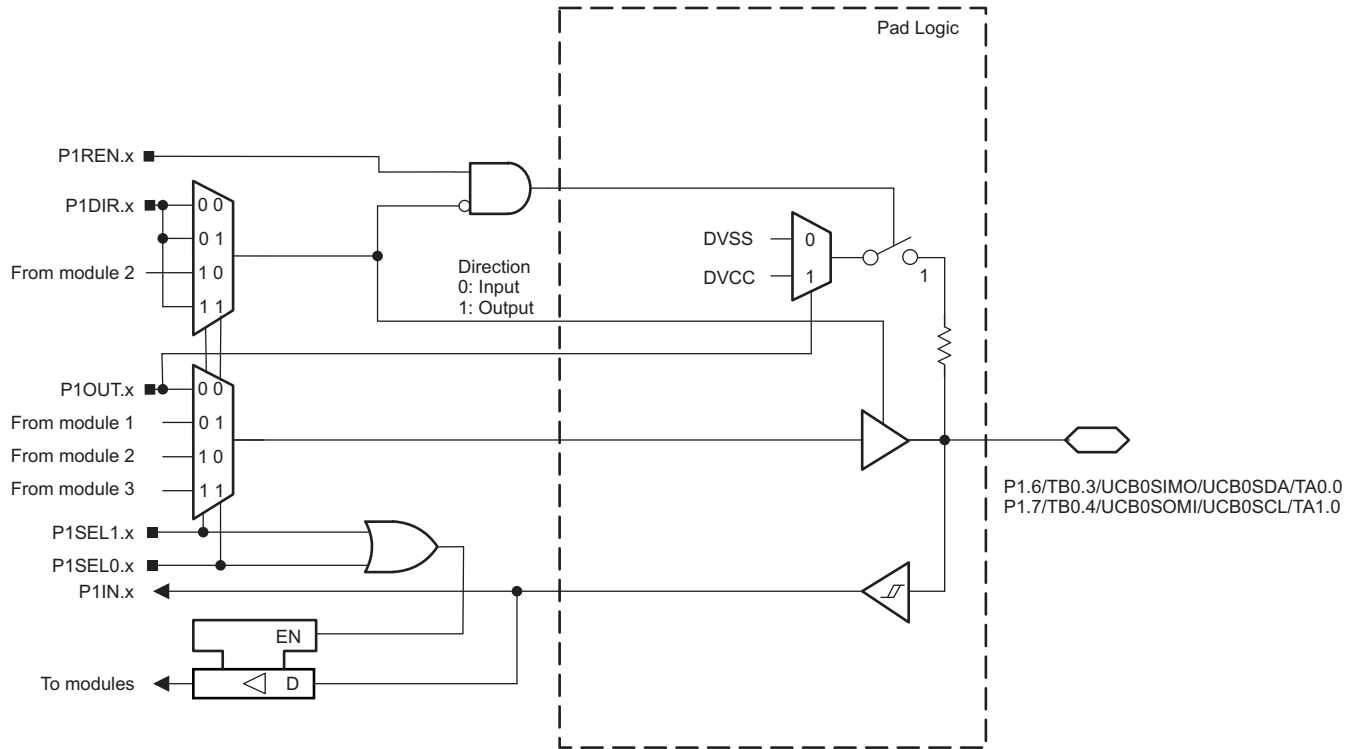 Pad Logic
P1REN.x
P1DIR.x
0 0
0 1
From module 2
1 0
1 1
Direction
0: Input
1: Output
DVSS
0
DVCC
1
1
P1OUT.x
0 0
From module 1
0 1
From module 2
1 0
From module 3
1 1
P1.6/TB0.3/UCB0SIMO/UCB0SDA/TA0.0
P1.7/TB0.4/UCB0SOMI/UCB0SCL/TA1.0
P1SEL1.x
P1SEL0.x
P1IN.x
EN
To modules
D